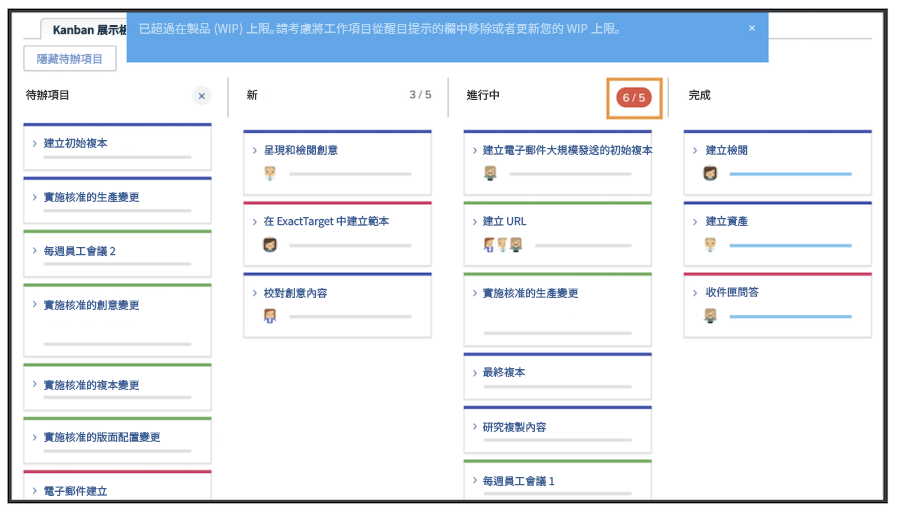 Kanban 展示
已超過在製品 (WIP) 上限。請考慮將工作項目從醒目提示的欄中移除或者更新您的 WIP 上限。
×
隱藏待辦項目
待辦項目
×
新
3 / 5
進行中
6 / 5
完成
建立初始複本
實施核准的生產變更
每週員工會議 2
實施核准的創意變更
實施核准的複本變更
實施核准的版面配置變更
電子郵件建立
呈現和檢閱創意
在 ExactTarget 中建立範本
校對創意內容
建立電子郵件大規模發送的初始複本
建立 URL
實施核准的生產變更
最終複本
研究複製內容
每週員工會議 1
建立檢閱
建立資產
收件匣問答